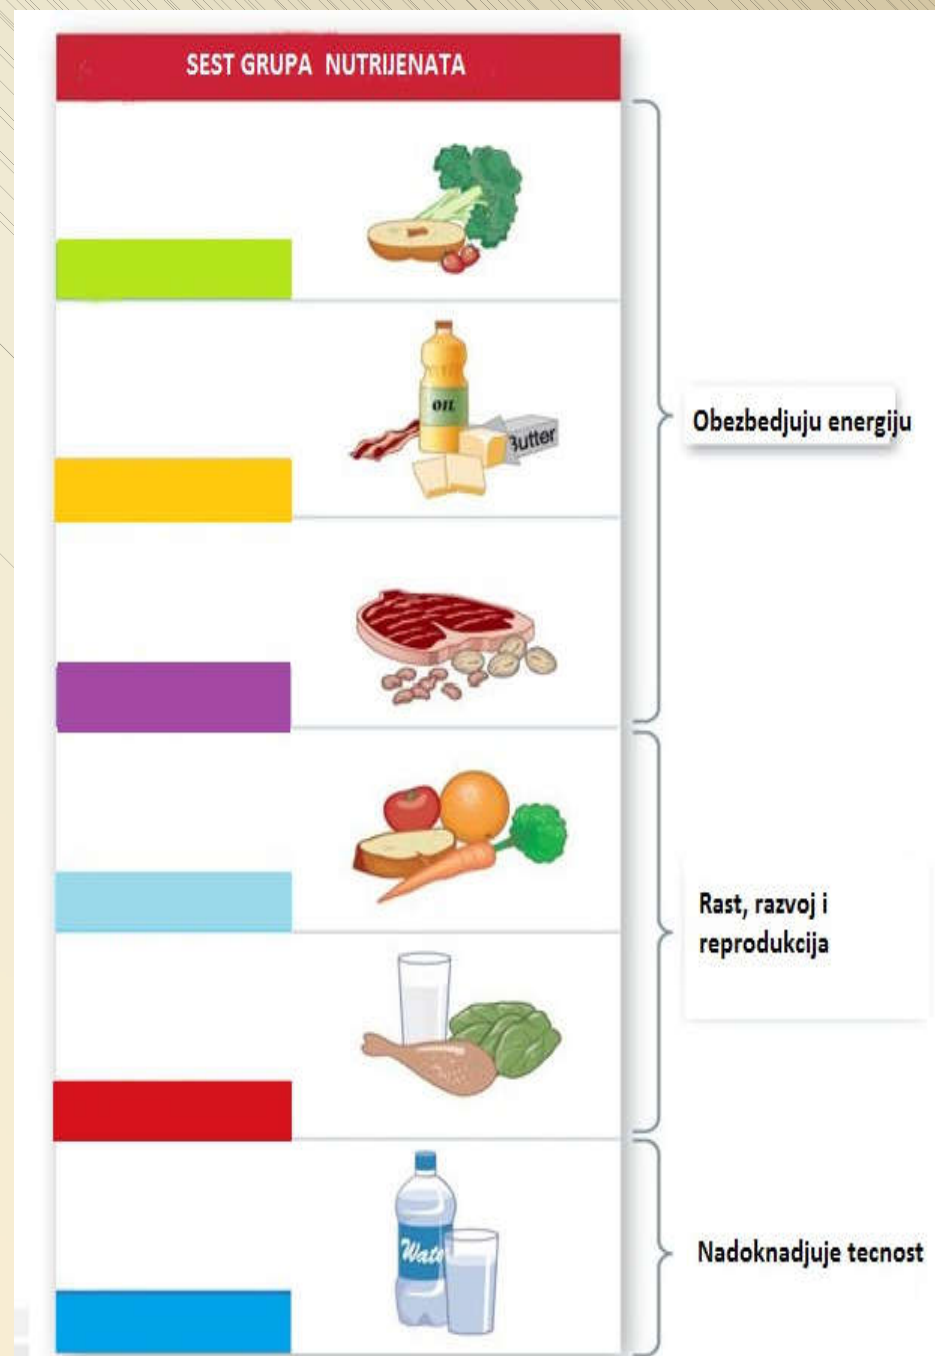 SEST GRUPA NUTRIJENATA
OIL
Butter
Obezbedjuju energiju
Rast, razvoj i
reprodukcija
Water
Nadoknadjuje tecnost